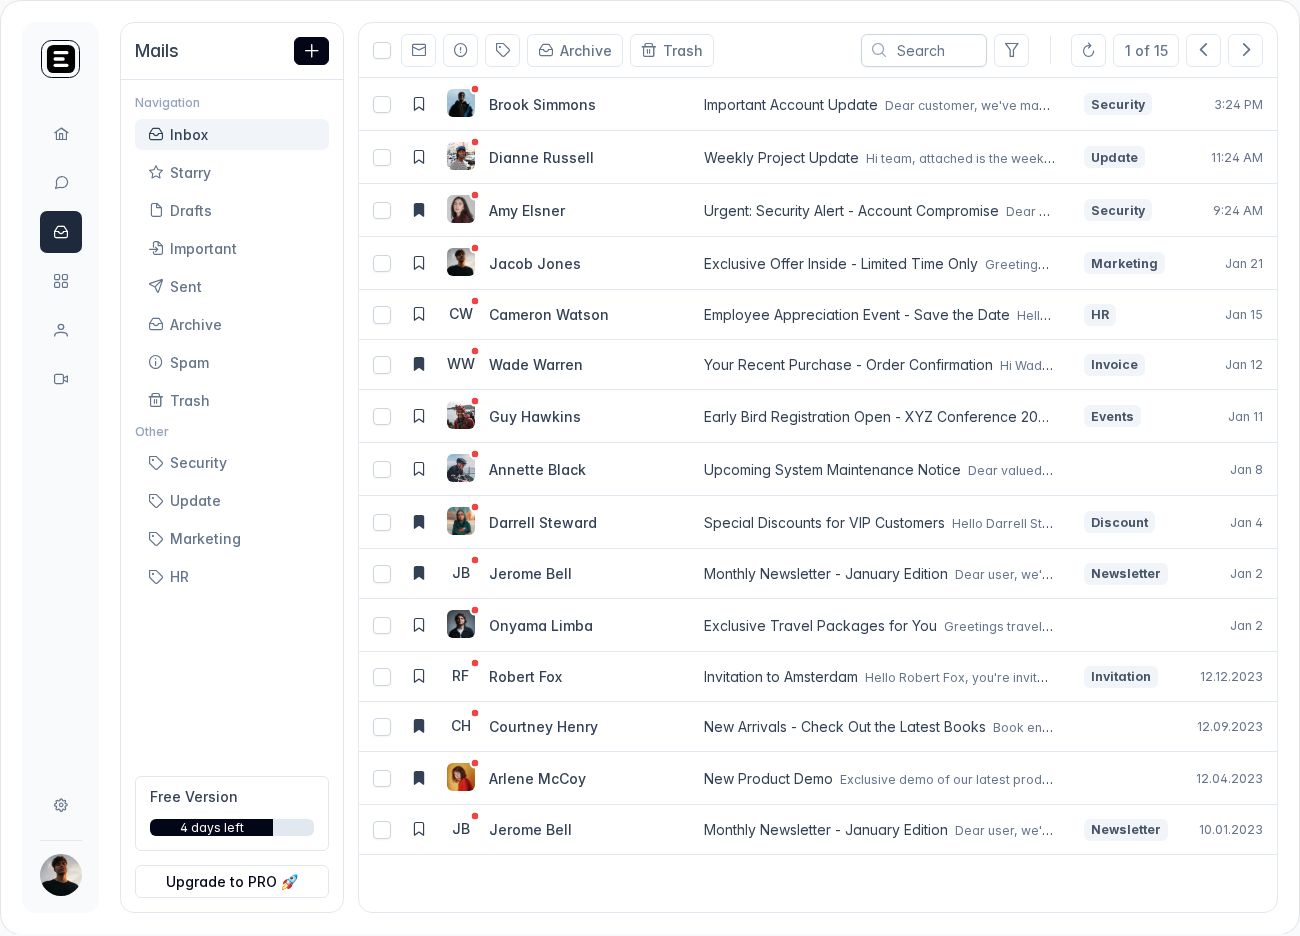 Mails
Navigation
Inbox
Starry
Drafts
Important
Sent
Archive
Spam
Trash
Other
Security
Update
Marketing
HR
Free Version
4 days left
Upgrade to PRO 🚀
Archive Trash Search 1 of 15
Brook Simmons Important Account Update Dear customer, we've ma... Security 3:24 PM
Dianne Russell Weekly Project Update Hi team, attached is the week... Update 11:24 AM
Amy Elsner Urgent: Security Alert - Account Compromise Dear ... Security 9:24 AM
Jacob Jones Exclusive Offer Inside - Limited Time Only Greeting... Marketing Jan 21
CW Cameron Watson Employee Appreciation Event - Save the Date Hell... HR Jan 15
WW Wade Warren Your Recent Purchase - Order Confirmation Hi Wad... Invoice Jan 12
Guy Hawkins Early Bird Registration Open - XYZ Conference 20... Events Jan 11
Annette Black Upcoming System Maintenance Notice Dear valued... Jan 8
Darrell Steward Special Discounts for VIP Customers Hello Darrell St... Discount Jan 4
JB Jerome Bell Monthly Newsletter - January Edition Dear user, we'... Newsletter Jan 2
Onyama Limba Exclusive Travel Packages for You Greetings travel... Jan 2
RF Robert Fox Invitation to Amsterdam Hello Robert Fox, you're invit... Invitation 12.12.2023
CH Courtney Henry New Arrivals - Check Out the Latest Books Book en... 12.09.2023
Arlene McCoy New Product Demo Exclusive demo of our latest prod... 12.04.2023
JB Jerome Bell Monthly Newsletter - January Edition Dear user, we'... Newsletter 10.01.2023